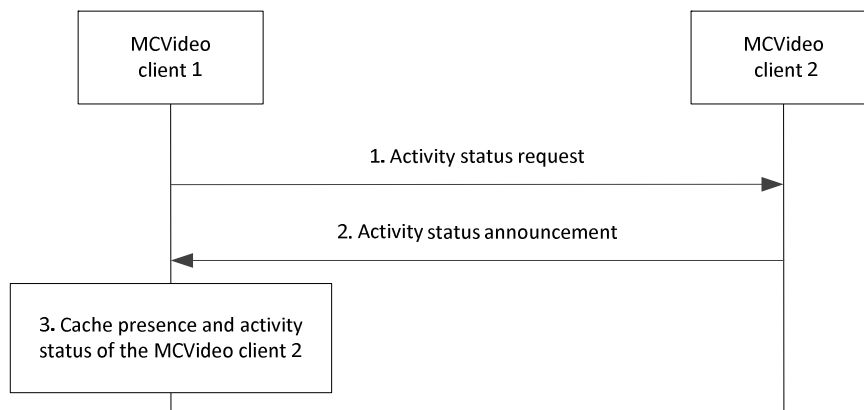 MCVideo
client 1
MCVideo
client 2
1. Activity status request
2. Activity status announcement
3. Cache presence and activity
status of the MCVideo client 2